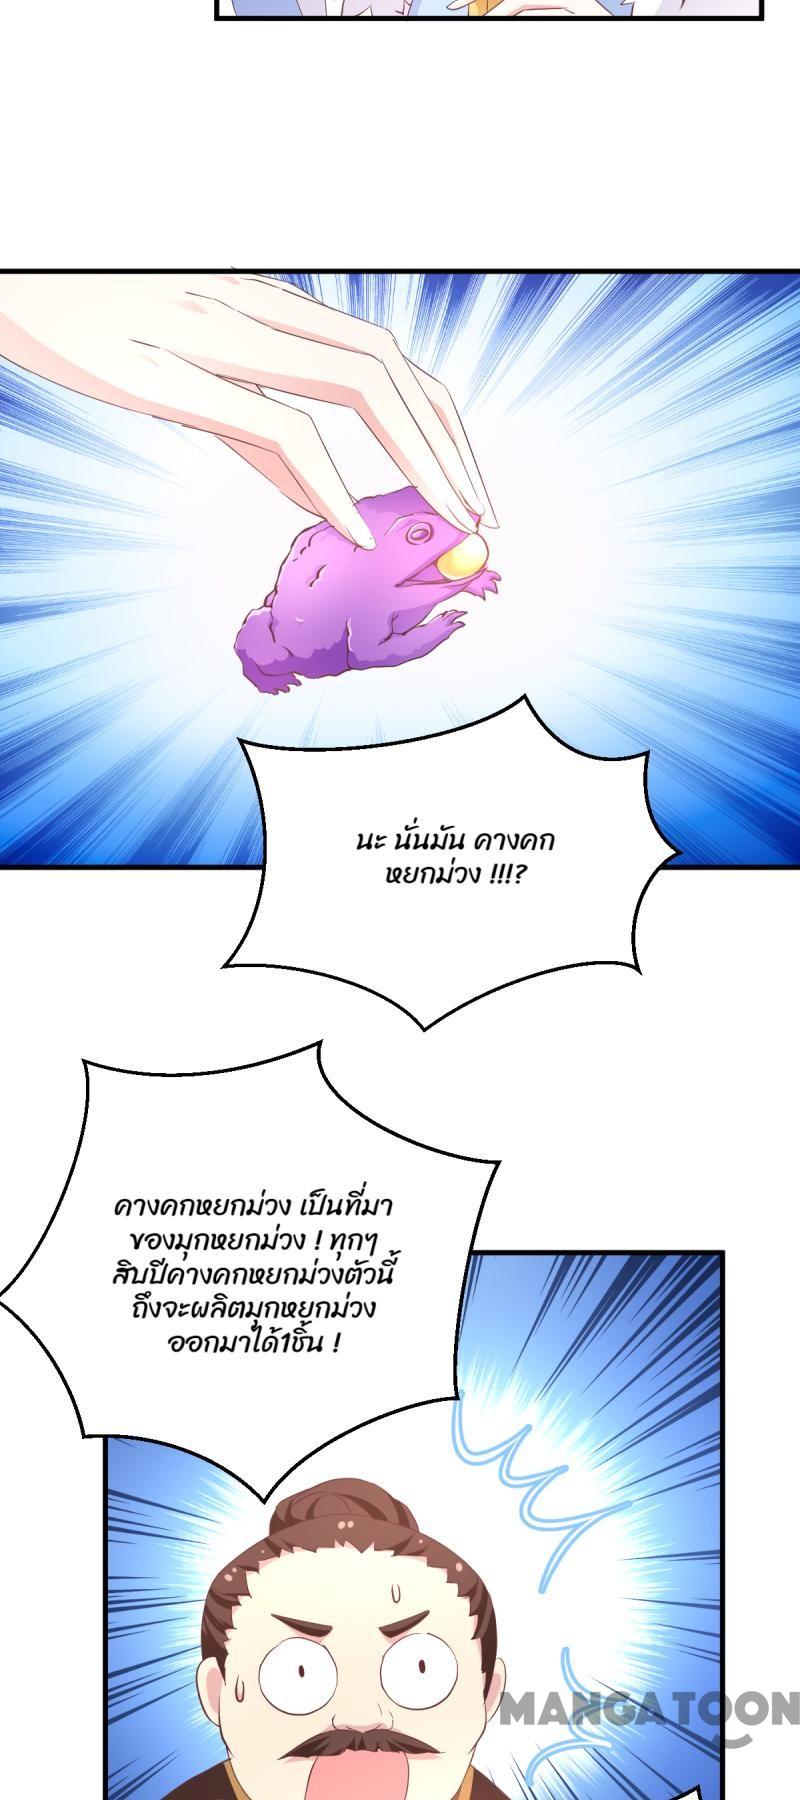 นะ นั่นมัน คางคก
หยกม่วง !!!?
คางคกหยกม่วง เป็นที่มา
ของมุกหยกม่วง ! ทุกๆ
สิบปีคางคกหยกม่วงตัวนี้
ถึงจะผลิตมุกหยกม่วง
ออกมาได้1ชิ้น !
MANGATOON